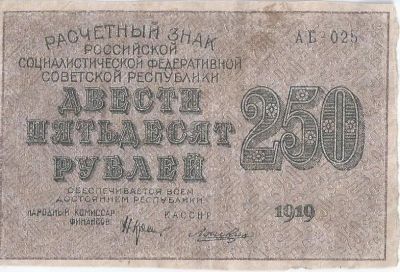 РАСЧЕТНЫЙ ЗНАК
АБ-025
РОССИЙСКОЙ
СОЦИАЛИСТИЧЕСКОЙ ФЕДЕРАТИВНОЙ
СОВЕТСКОЙ РЕСПУБЛИКИ
ДВЕСТИ
ПЯТЬДЕСЯТ
РУБЛЕЙ
250
ОБЕСПЕЧИВАЕТСЯ ВСЕМ
ДОСТОЯНИЕМ РЕСПУБЛИКИ
НАРОДНЫЙ КОМИССАР
ФИНАНСОВ
КАССИР
1919